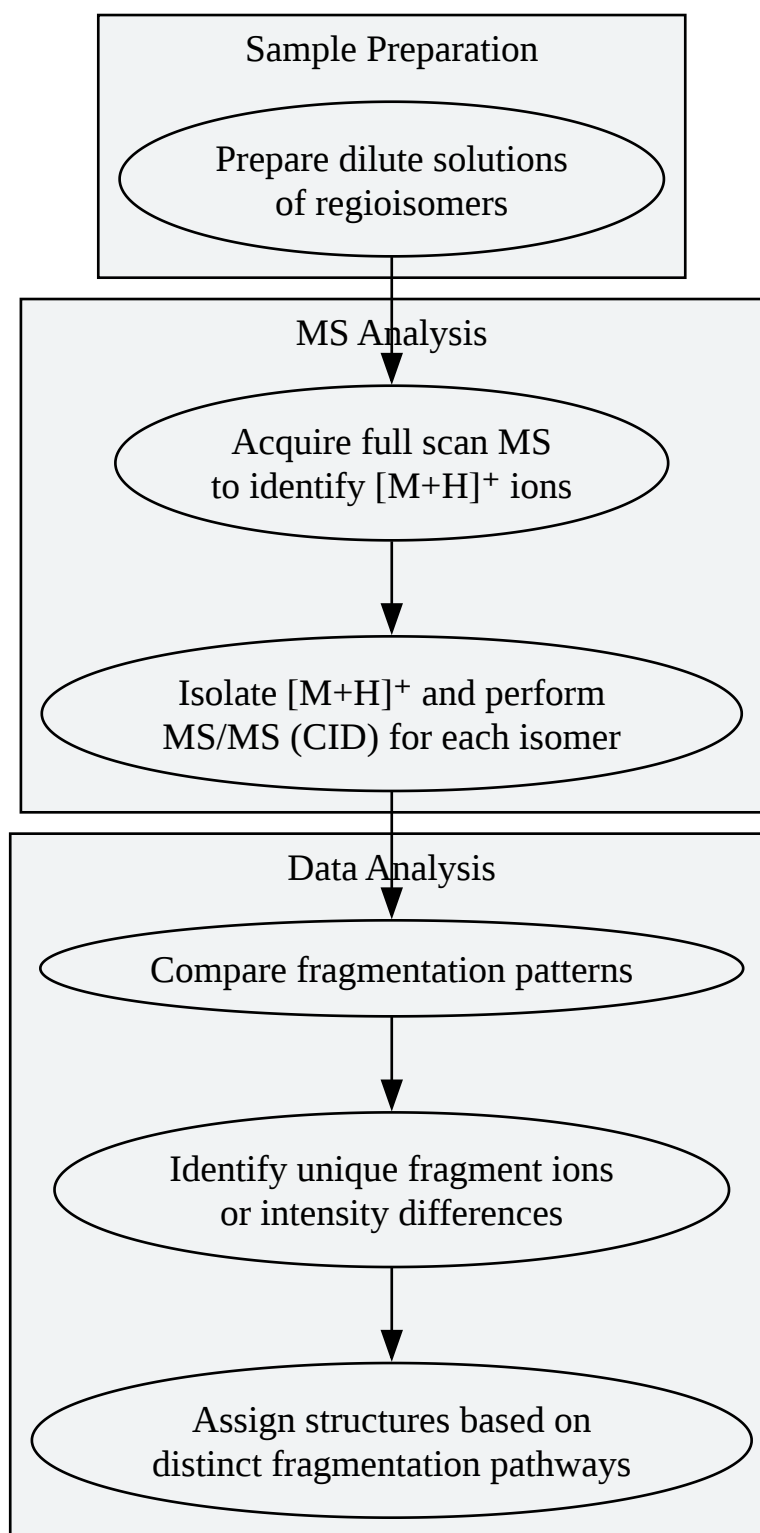 Sample Preparation
Prepare dilute solutions
of regioisomers
MS Analysis
Acquire full scan MS
to identify [M+H]⁺ ions
Isolate [M+H]⁺ and perform
MS/MS (CID) for each isomer
Data Analysis
Compare fragmentation patterns
Identify unique fragment ions
or intensity differences
Assign structures based on
distinct fragmentation pathways